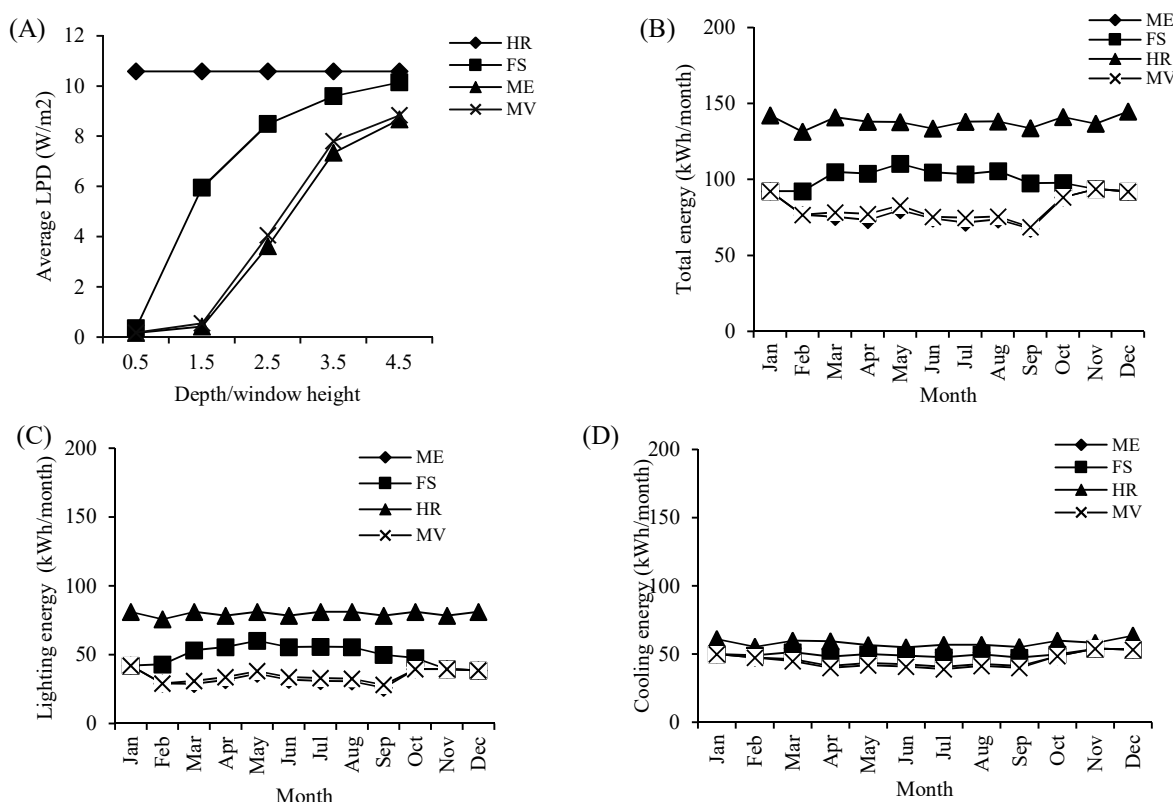 (A)
12
10
8
6
4
2
0
0.5 1.5 2.5 3.5 4.5
Average LPD (W/m2)
Depth/window height
HR
FS
ME
MV
(B)
200
150
100
50
0
Jan Feb Mar Apr May Jun Jul Aug Sep Oct Nov Dec
Total energy (kWh/month)
Month
ME
FS
HR
MV
(C)
200
150
100
50
0
Jan Feb Mar Apr May Jun Jul Aug Sep Oct Nov Dec
Lighting energy (kWh/month)
Month
ME
FS
HR
MV
(D)
200
150
100
50
0
Jan Feb Mar Apr May Jun Jul Aug Sep Oct Nov Dec
Cooling energy (kWh/month)
Month
ME
FS
HR
MV